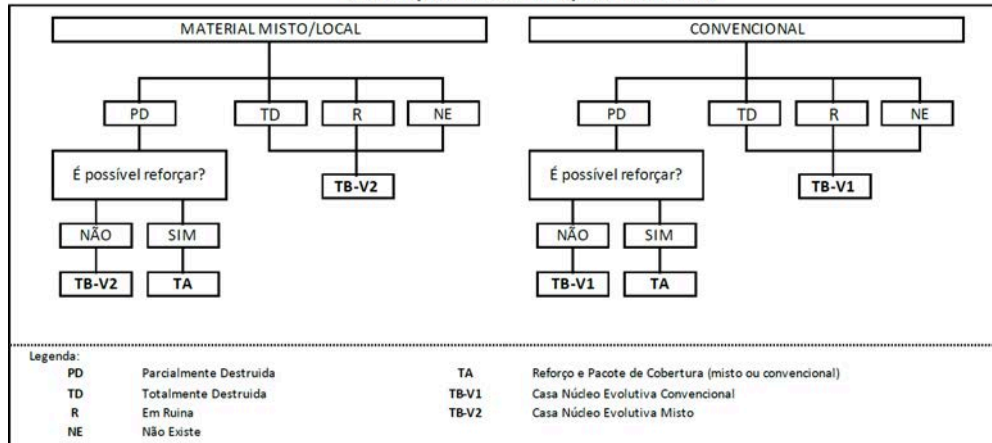 MATERIAL MISTO/LOCAL
PD TD R NE
É possível reforçar?
TB-V2
NÃO SIM
TB-V2 TA
CONVENCIONAL
PD TD R NE
É possível reforçar?
TB-V1
NÃO SIM
TB-V1 TA
Legenda:
PD Parcialmente Destruida
TD Totalmente Destruida
R Em Ruina
NE Não Existe
TA Reforço e Pacote de Cobertura (misto ou convencional)
TB-V1 Casa Núcleo Evolutiva Convencional
TB-V2 Casa Núcleo Evolutiva Misto